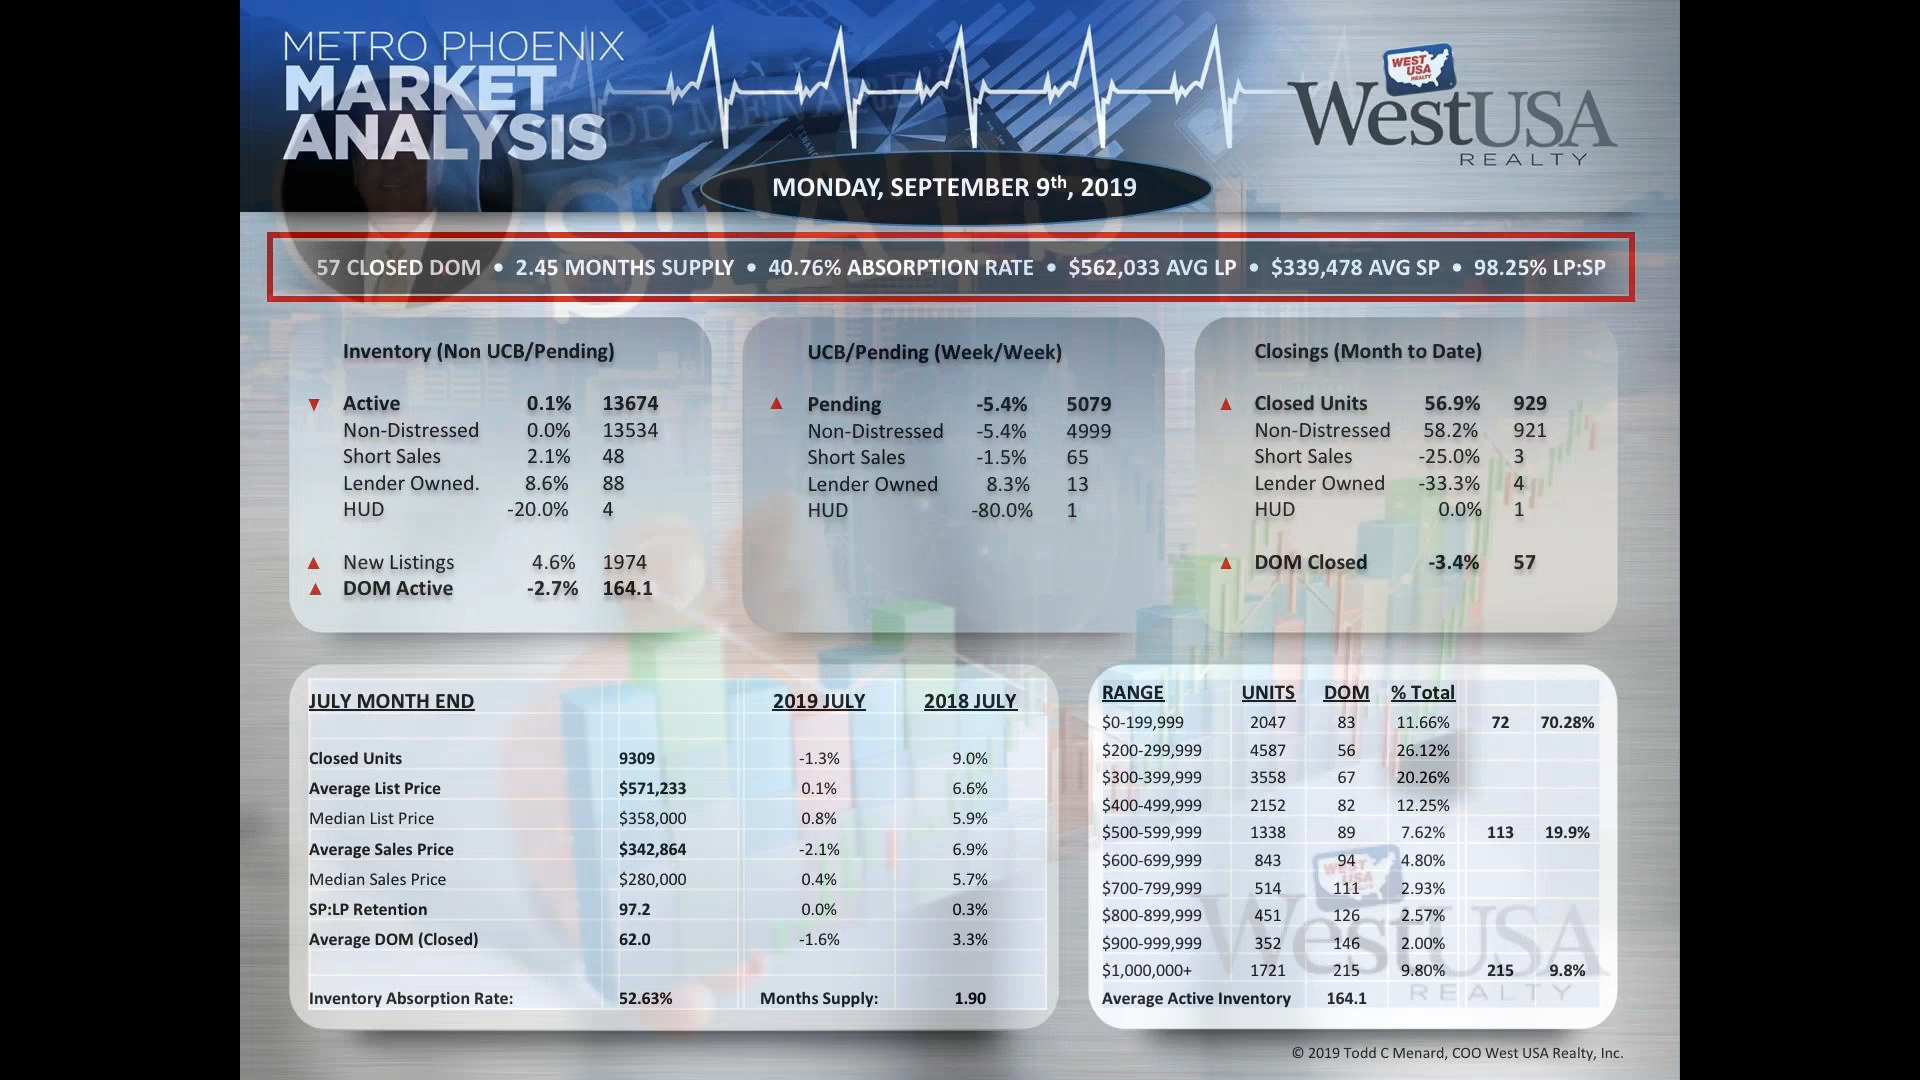 METRO PHOENIX
MARKET
ANALYSIS
WEST
USA
REALTY
WestUSA
REALTY
MONDAY, SEPTEMBER 9th, 2019
57 CLOSED DOM • 2.45 MONTHS SUPPLY • 40.76% ABSORPTION RATE • $562,033 AVG LP • $339,478 AVG SP • 98.25% LP:SP
Inventory (Non UCB/Pending)
▼ Active 0.1% 13674
Non-Distressed 0.0% 13534
Short Sales 2.1% 48
Lender Owned. 8.6% 88
HUD -20.0% 4
▲ New Listings 4.6% 1974
▲ DOM Active -2.7% 164.1
UCB/Pending (Week/Week)
▲ Pending -5.4% 5079
Non-Distressed -5.4% 4999
Short Sales -1.5% 65
Lender Owned 8.3% 13
HUD -80.0% 1
Closings (Month to Date)
▲ Closed Units 56.9% 929
Non-Distressed 58.2% 921
Short Sales -25.0% 3
Lender Owned -33.3% 4
HUD 0.0% 1
▲ DOM Closed -3.4% 57
JULY MONTH END 2019 JULY 2018 JULY
Closed Units 9309 -1.3% 9.0%
Average List Price $571,233 0.1% 6.6%
Median List Price $358,000 0.8% 5.9%
Average Sales Price $342,864 -2.1% 6.9%
Median Sales Price $280,000 0.4% 5.7%
SP:LP Retention 97.2 0.0% 0.3%
Average DOM (Closed) 62.0 -1.6% 3.3%
Inventory Absorption Rate: 52.63% Months Supply: 1.90
RANGE UNITS DOM % Total
$0-199,999 2047 83 11.66% 72 70.28%
$200-299,999 4587 56 26.12%
$300-399,999 3558 67 20.26%
$400-499,999 2152 82 12.25%
$500-599,999 1338 89 7.62% 113 19.9%
$600-699,999 843 94 4.80%
$700-799,999 514 111 2.93%
$800-899,999 451 126 2.57%
$900-999,999 352 146 2.00%
$1,000,000+ 1721 215 9.80% 215 9.8%
Average Active Inventory 164.1
WEST
USA
WestUSA
REALTY
© 2019 Todd C Menard, COO West USA Realty, Inc.